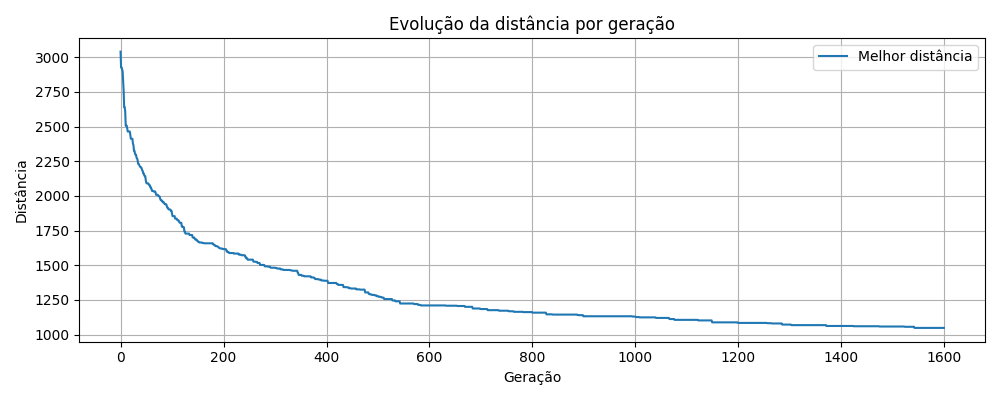 Evolução da distância por geração
Melhor distância
Distância
3000
2750
2500
2250
2000
1750
1500
1250
1000
0 200 400 600 800 1000 1200 1400 1600
Geração